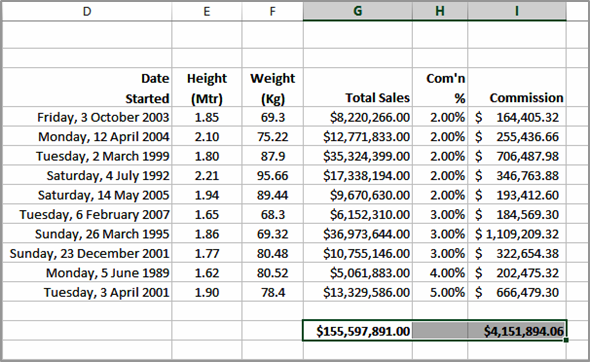 D E F G H I
Date Height Weight Com'n
Started (Mtr) (Kg) Total Sales % Commission
Friday, 3 October 2003 1.85 69.3 $8,220,266.00 2.00% $ 164,405.32
Monday, 12 April 2004 2.10 75.22 $12,771,833.00 2.00% $ 255,436.66
Tuesday, 2 March 1999 1.80 87.9 $35,324,399.00 2.00% $ 706,487.98
Saturday, 4 July 1992 2.21 95.66 $17,338,194.00 2.00% $ 346,763.88
Saturday, 14 May 2005 1.94 89.44 $9,670,630.00 2.00% $ 193,412.60
Tuesday, 6 February 2007 1.65 68.3 $6,152,310.00 3.00% $ 184,569.30
Sunday, 26 March 1995 1.86 69.32 $36,973,644.00 3.00% $ 1,109,209.32
Sunday, 23 December 2001 1.77 80.48 $10,755,146.00 3.00% $ 322,654.38
Monday, 5 June 1989 1.62 80.52 $5,061,883.00 4.00% $ 202,475.32
Tuesday, 3 April 2001 1.90 78.4 $13,329,586.00 5.00% $ 666,479.30
$155,597,891.00 $4,151,894.06